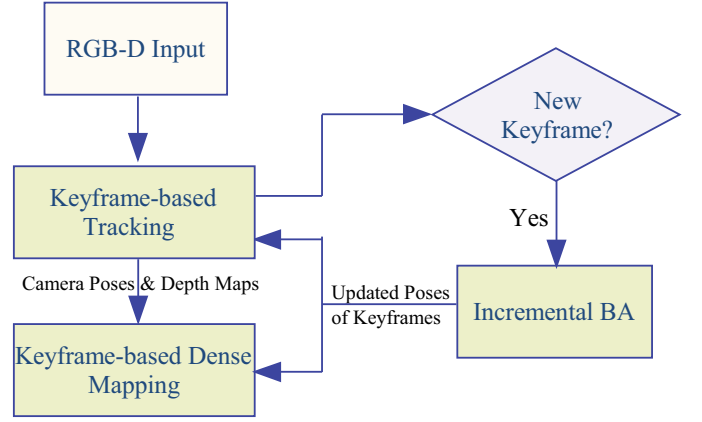 RGB-D Input
New
Keyframe?
Keyframe-based
Tracking
Yes
Camera Poses & Depth Maps
Updated Poses
of Keyframes
Incremental BA
Keyframe-based Dense
Mapping